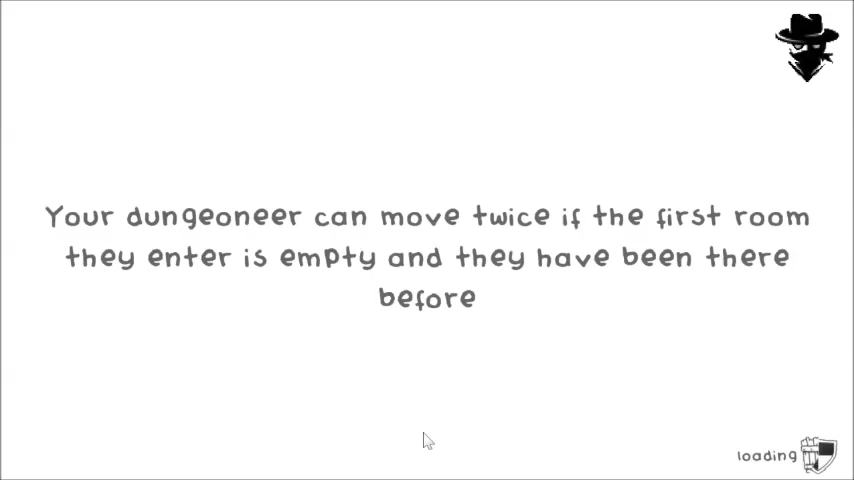 Your dungeoneer can move twice if the first room
they enter is empty and they have been there
before
loading